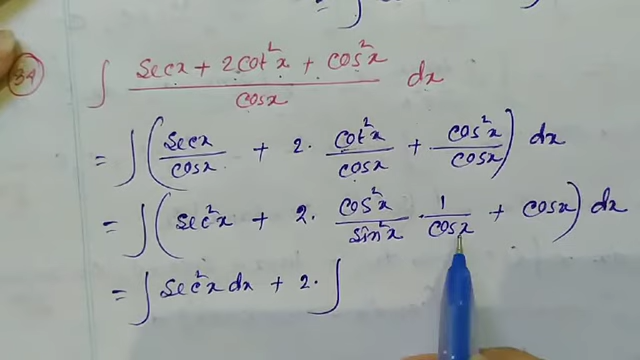 = ∫
34 ∫ (secx + 2cot²x + cos²x)/cosx dx
= ∫ (secx/cosx + 2 · cot²x/cosx + cos²x/cosx) dx
= ∫ (sec²x + 2 · cos²x/sin²x · 1/cosx + cosx) dx
= ∫ sec²x dx + 2 · ∫